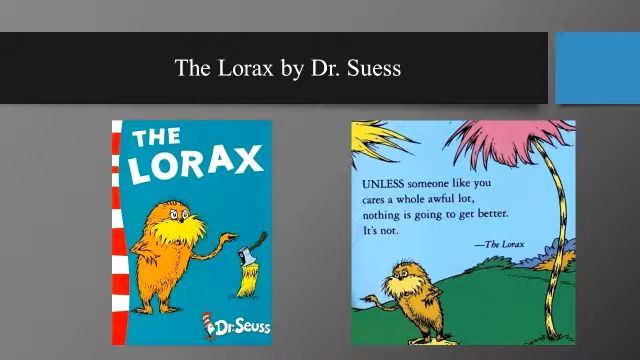 The Lorax by Dr. Suess
THE
LORAX
Dr. Seuss
UNLESS someone like you
cares a whole awful lot,
nothing is going to get better.
It's not.
—The Lorax